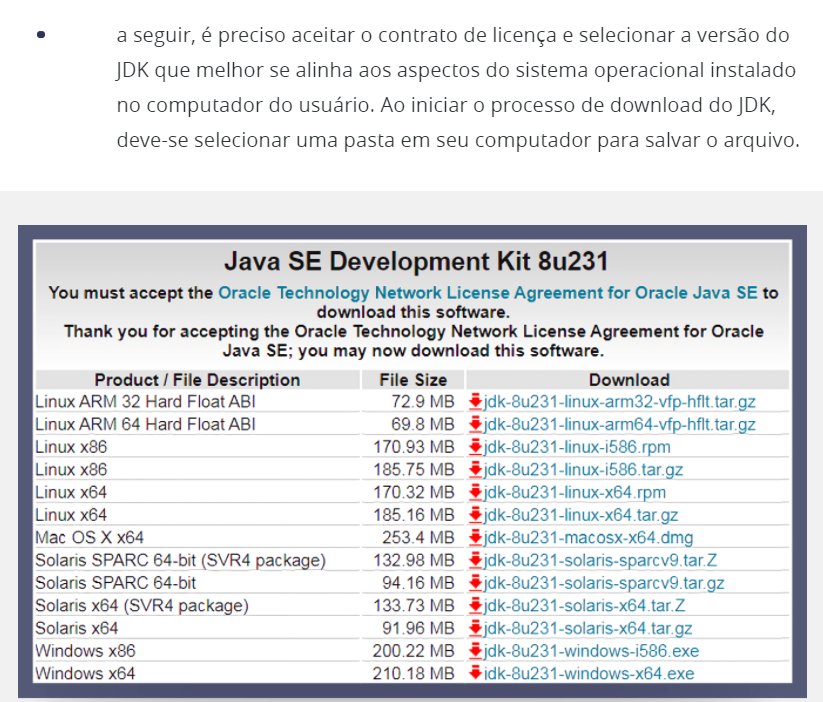 • a seguir, é preciso aceitar o contrato de licença e selecionar a versão do
JDK que melhor se alinha aos aspectos do sistema operacional instalado
no computador do usuário. Ao iniciar o processo de download do JDK,
deve-se selecionar uma pasta em seu computador para salvar o arquivo.
Java SE Development Kit 8u231
You must accept the Oracle Technology Network License Agreement for Oracle Java SE to
download this software.
Thank you for accepting the Oracle Technology Network License Agreement for Oracle
Java SE; you may now download this software.
Product / File Description File Size Download
Linux ARM 32 Hard Float ABI 72.9 MB jdk-8u231-linux-arm32-vfp-hflt.tar.gz
Linux ARM 64 Hard Float ABI 69.8 MB jdk-8u231-linux-arm64-vfp-hflt.tar.gz
Linux x86 170.93 MB jdk-8u231-linux-i586.rpm
Linux x86 185.75 MB jdk-8u231-linux-i586.tar.gz
Linux x64 170.32 MB jdk-8u231-linux-x64.rpm
Linux x64 185.16 MB jdk-8u231-linux-x64.tar.gz
Mac OS X x64 253.4 MB jdk-8u231-macosx-x64.dmg
Solaris SPARC 64-bit (SVR4 package) 132.98 MB jdk-8u231-solaris-sparcv9.tar.Z
Solaris SPARC 64-bit 94.16 MB jdk-8u231-solaris-sparcv9.tar.gz
Solaris x64 (SVR4 package) 133.73 MB jdk-8u231-solaris-x64.tar.Z
Solaris x64 91.96 MB jdk-8u231-solaris-x64.tar.gz
Windows x86 200.22 MB jdk-8u231-windows-i586.exe
Windows x64 210.18 MB jdk-8u231-windows-x64.exe